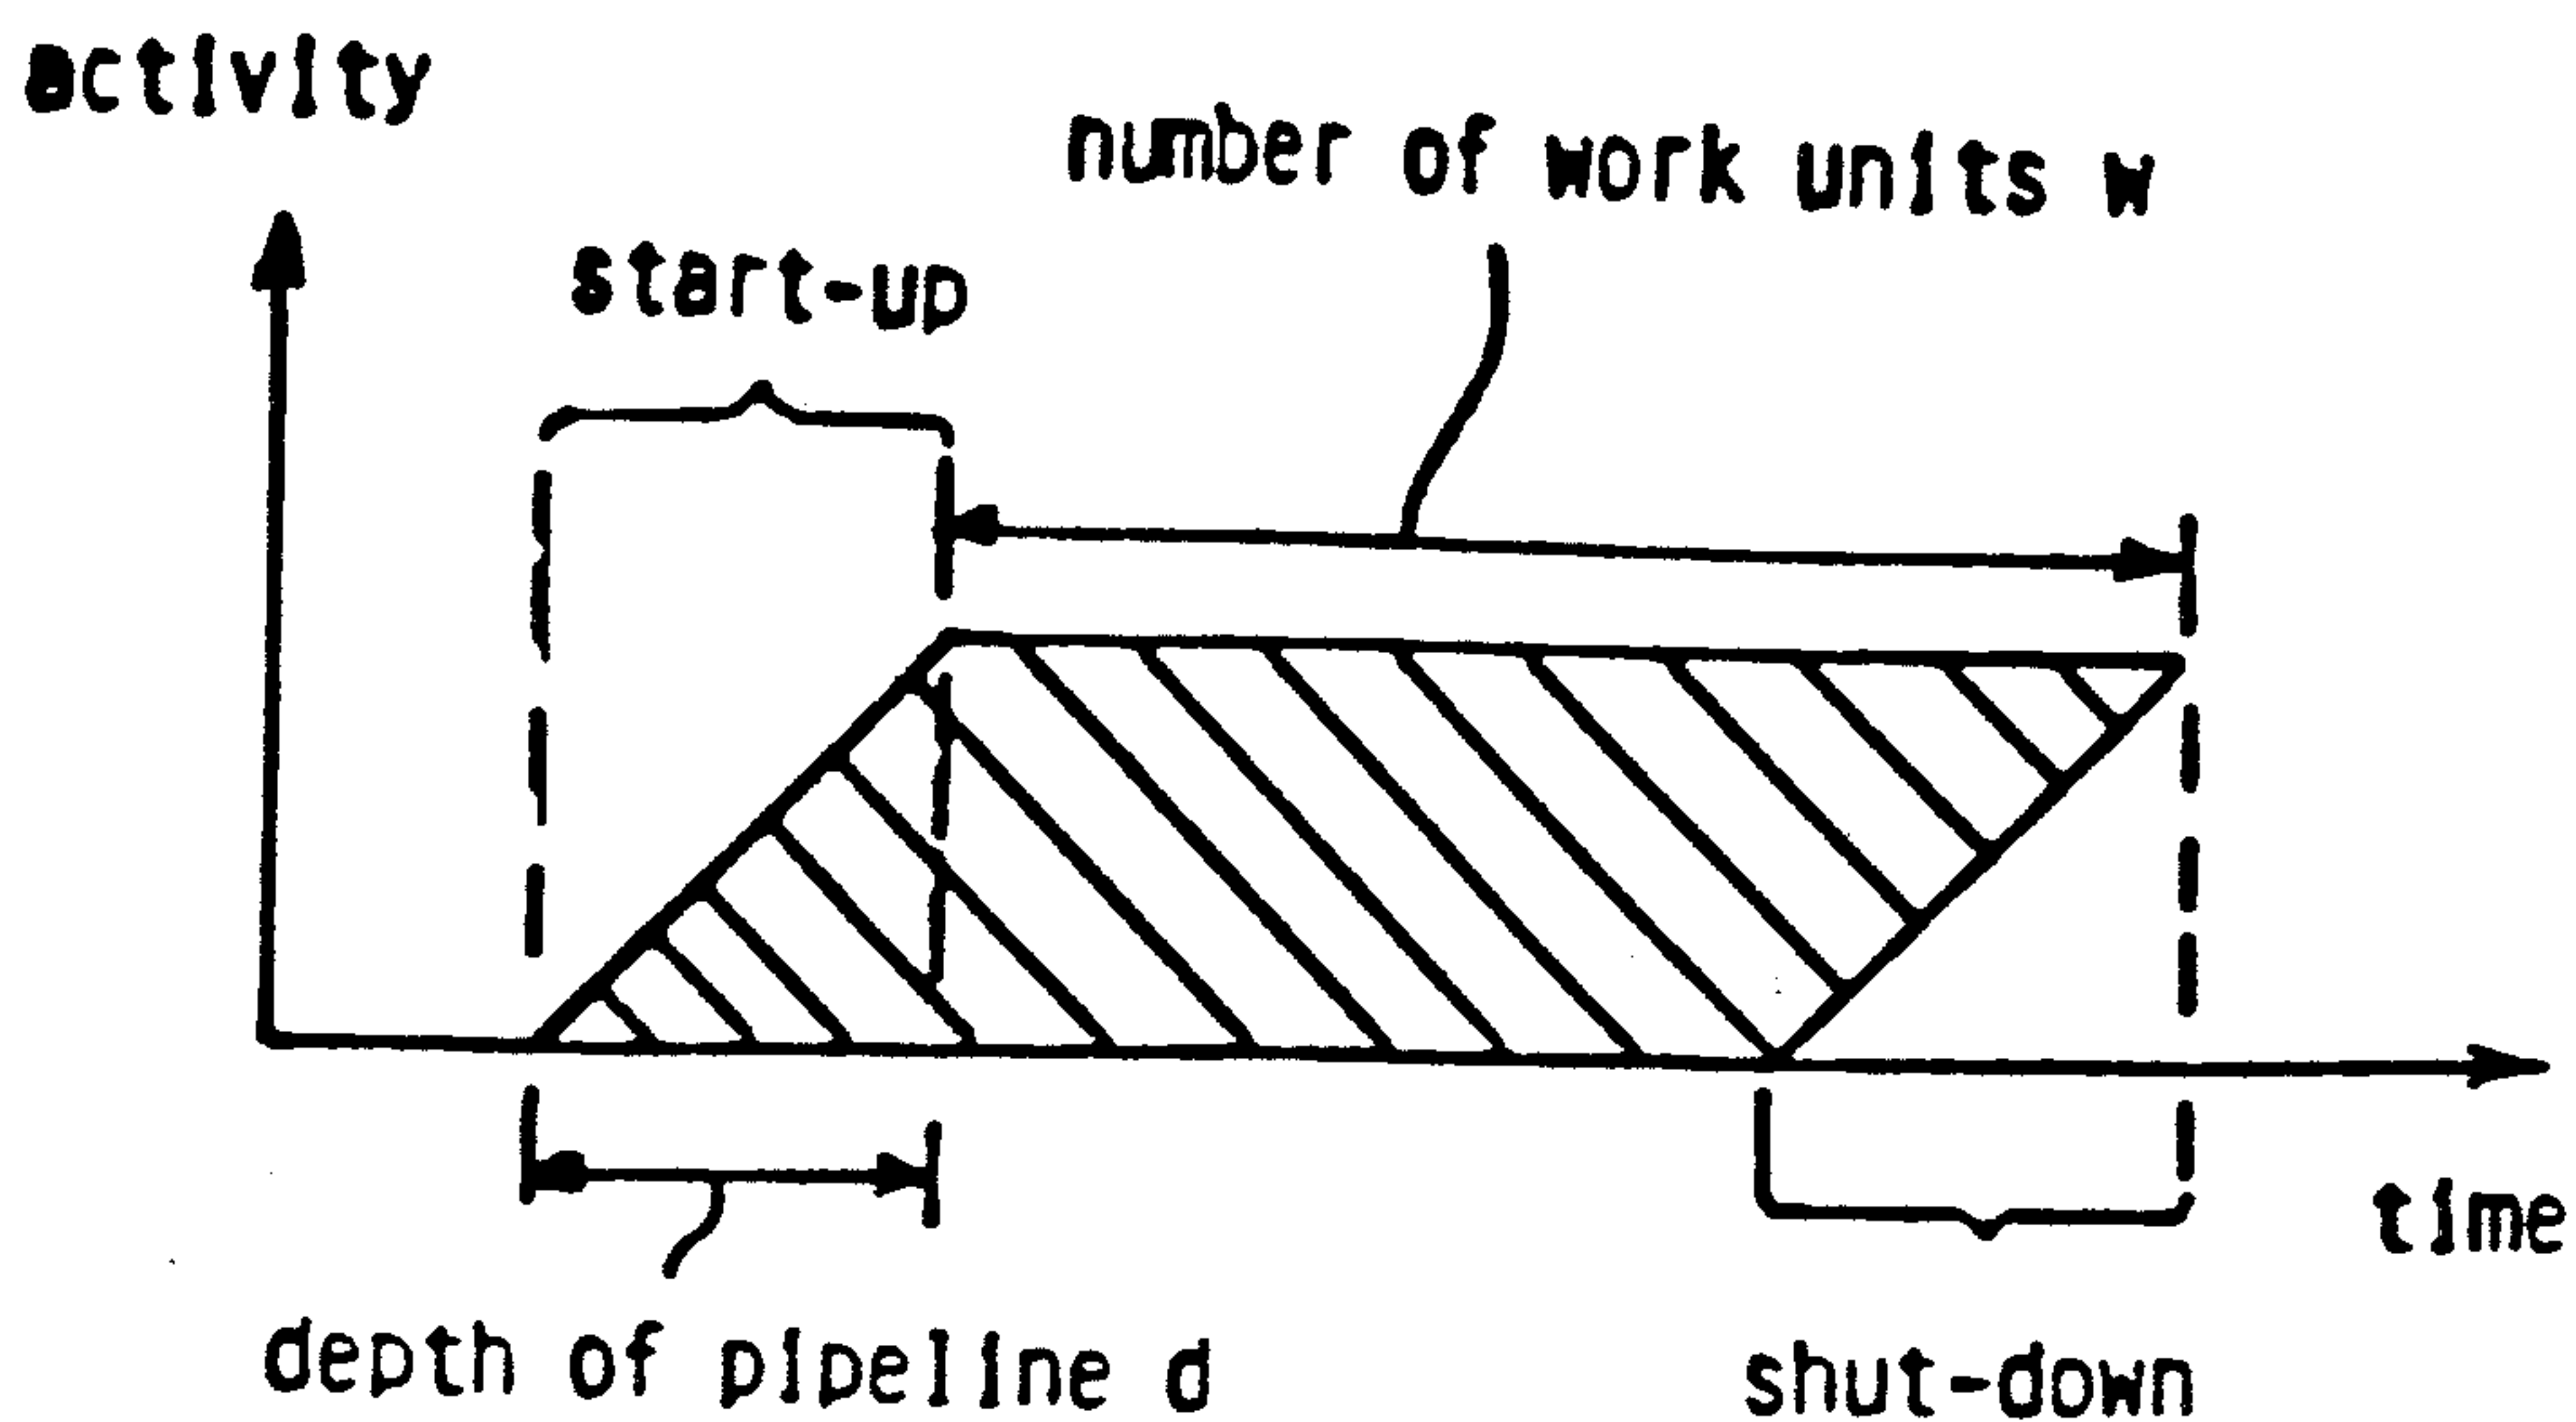 activity
number of work units w
start-up
time
depth of pipeline d
shut-down